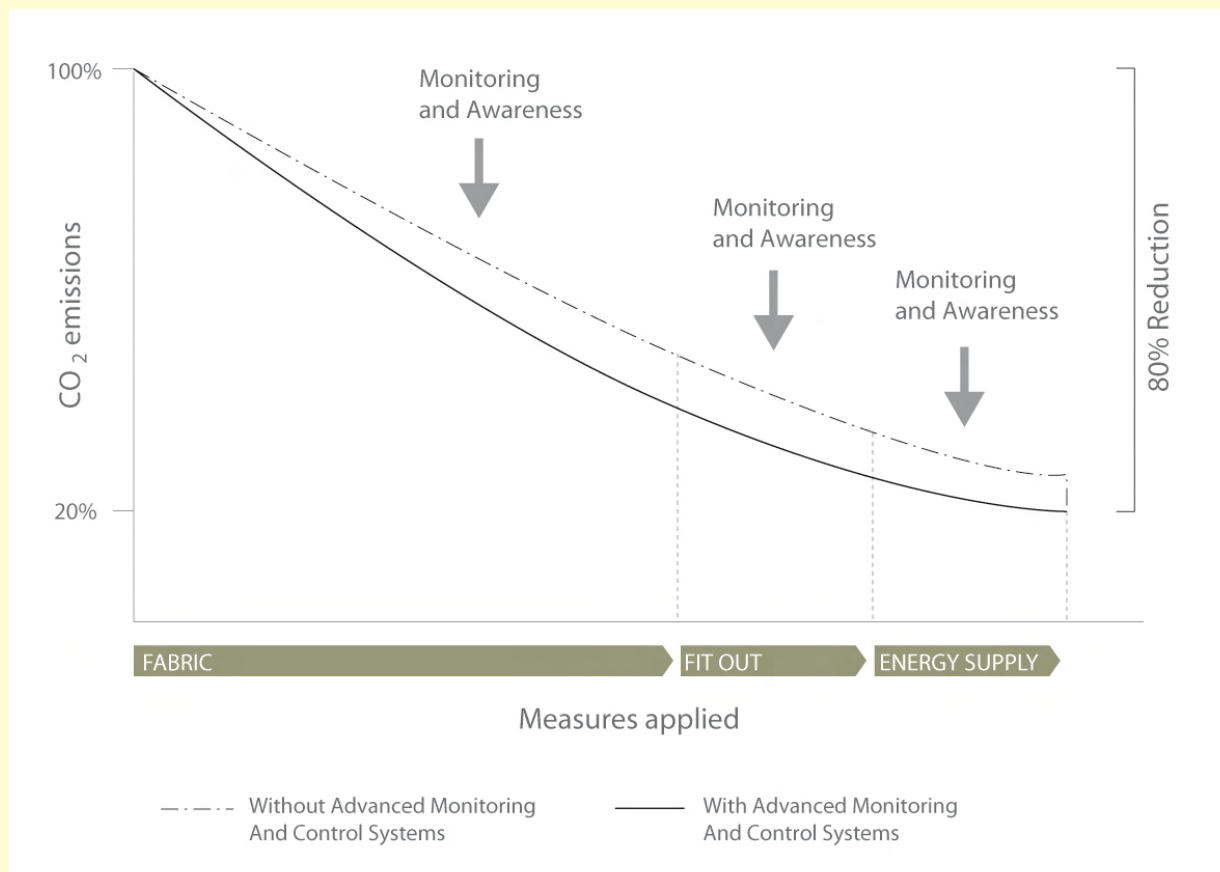 100%
Monitoring
and Awareness
Monitoring
and Awareness
Monitoring
and Awareness
CO 2 emissions
80% Reduction
20%
FABRIC
FIT OUT
ENERGY SUPPLY
Measures applied
Without Advanced Monitoring
And Control Systems
With Advanced Monitoring
And Control Systems